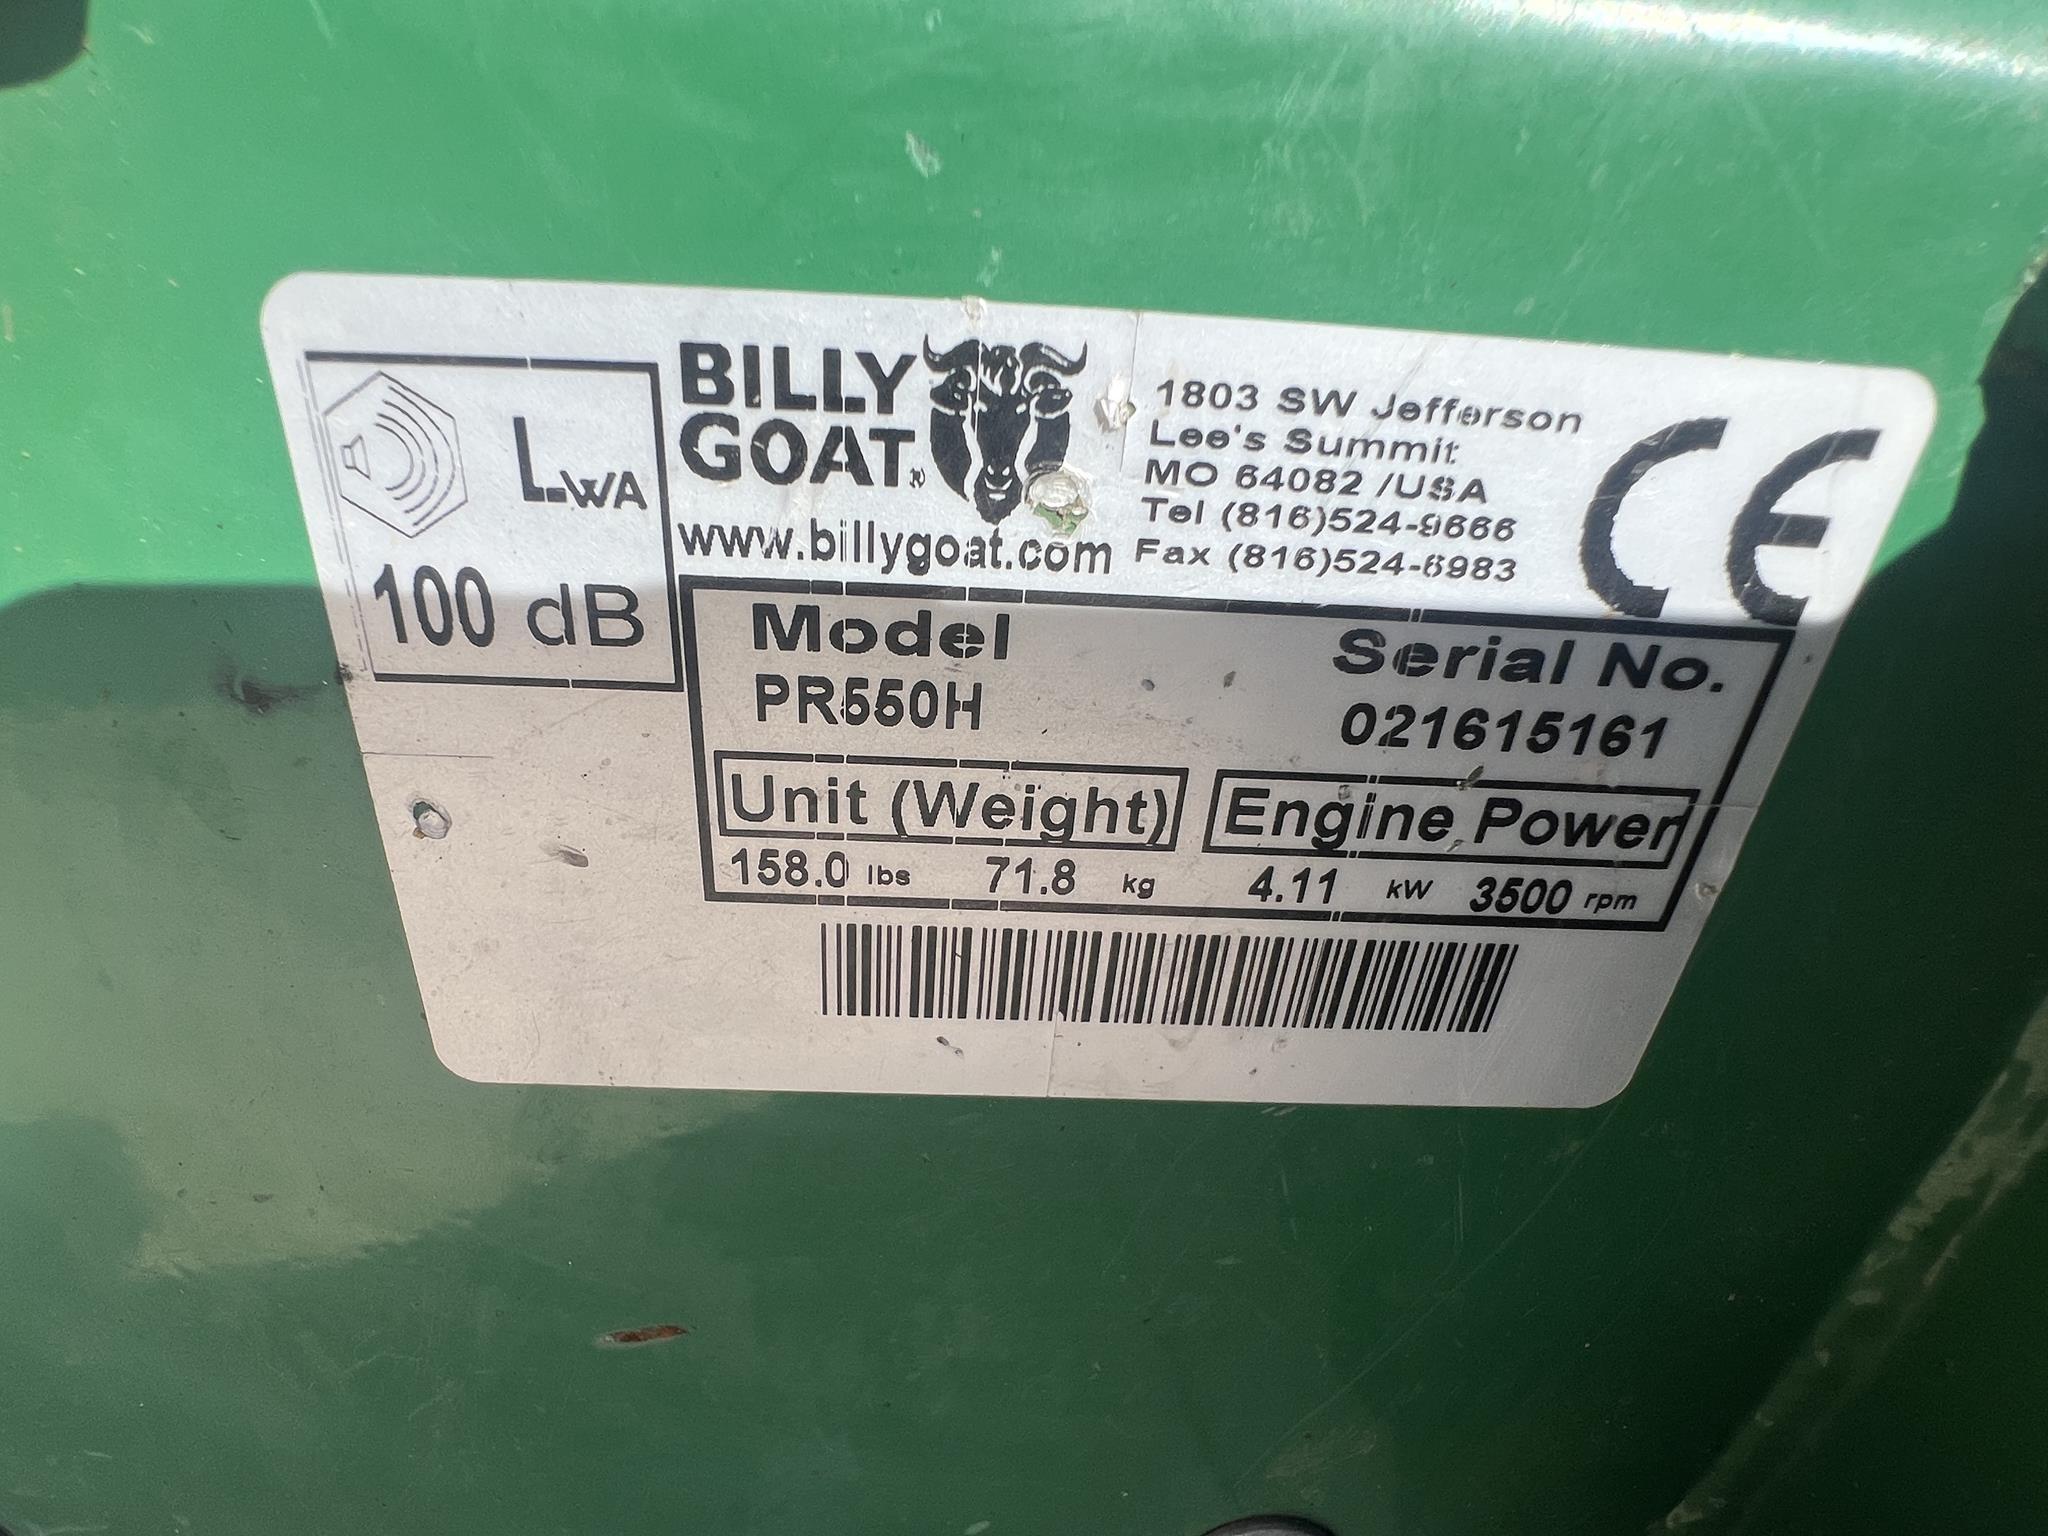 LWA
100 dB
BILLY
GOAT®
www.billygoat.com
1803 SW Jefferson
Lee's Summit
MO 64082 /USA
Tel (816)524-9666
Fax (816)524-6983
CE
Model
PR550H
Serial No.
021615161
Unit (Weight)
158.0 lbs 71.8 kg
Engine Power
4.11 kW 3500 rpm